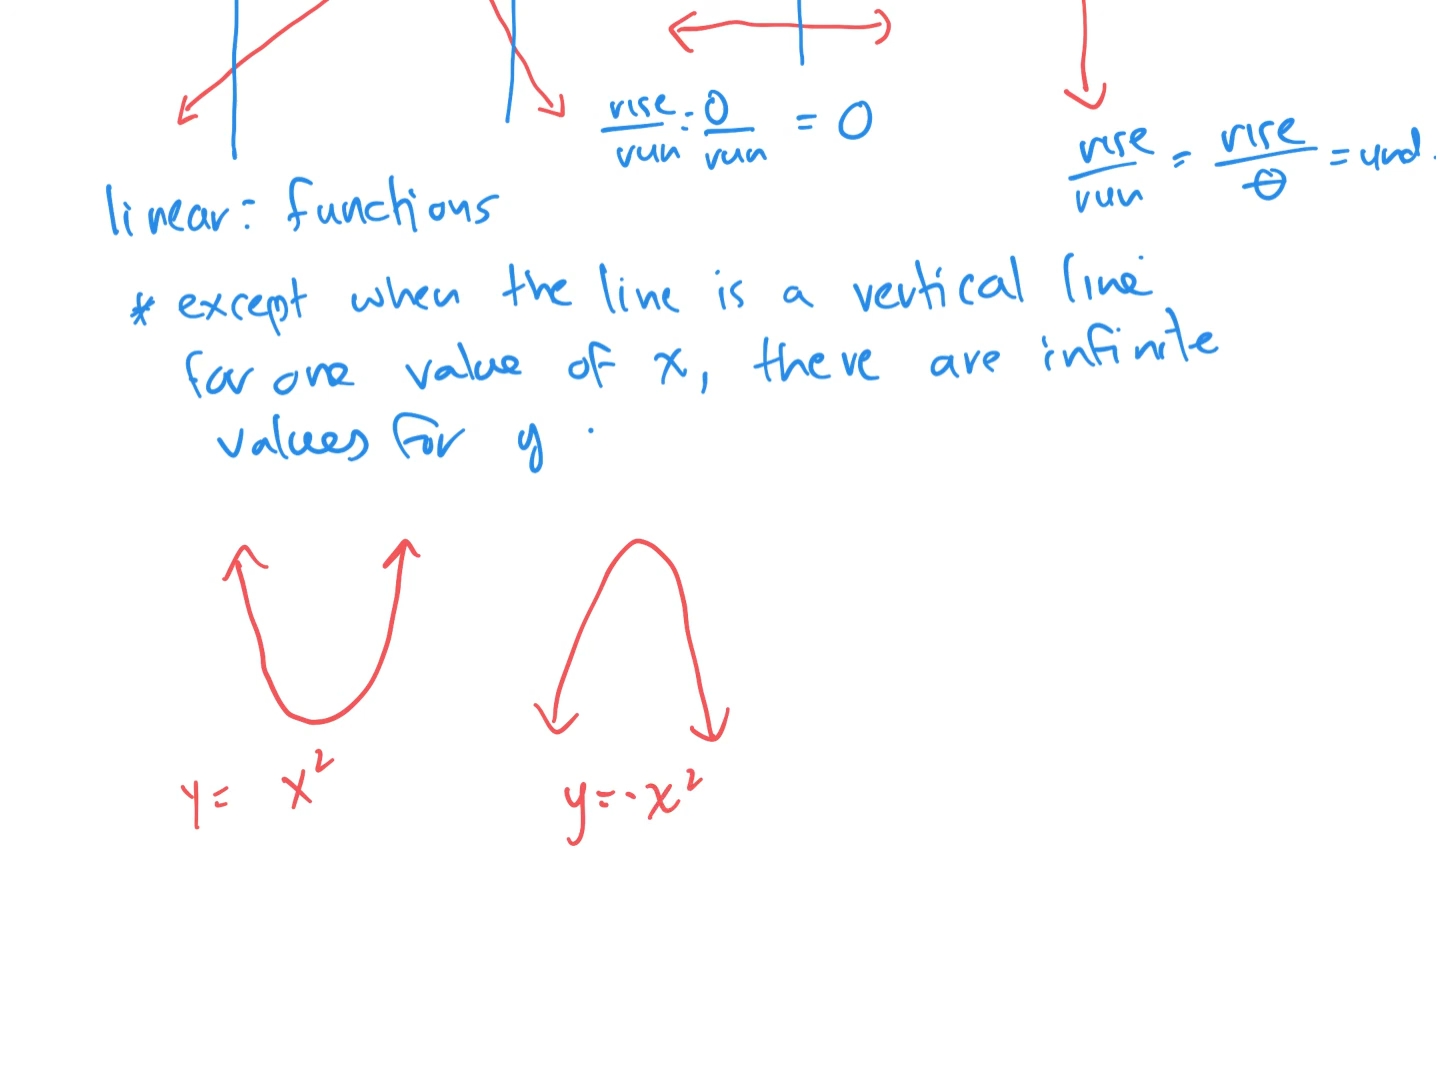 rise/run = 0/run = 0
rise/run = rise/0 = und.
linear: functions
* except when the line is a vertical line
for one value of x, there are infinite
values for y.
y = x²
y = -x²